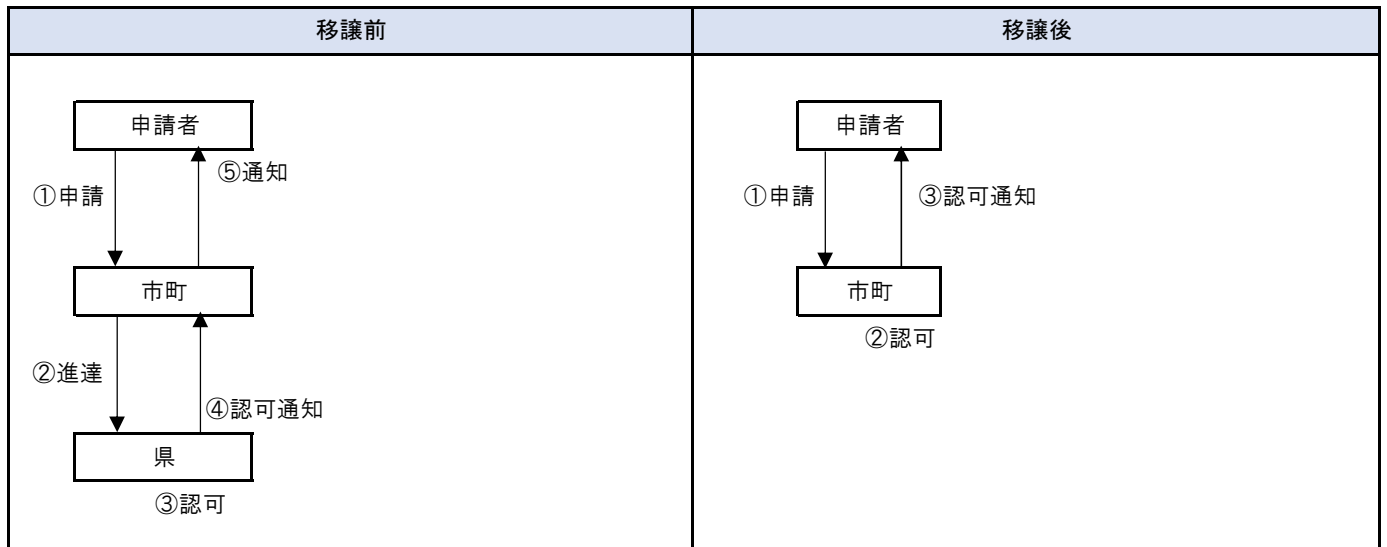 移譲前
移譲後
申請者
⑤通知
①申請
市町
②進達
④認可通知
県
③認可
申請者
①申請
③認可通知
市町
②認可